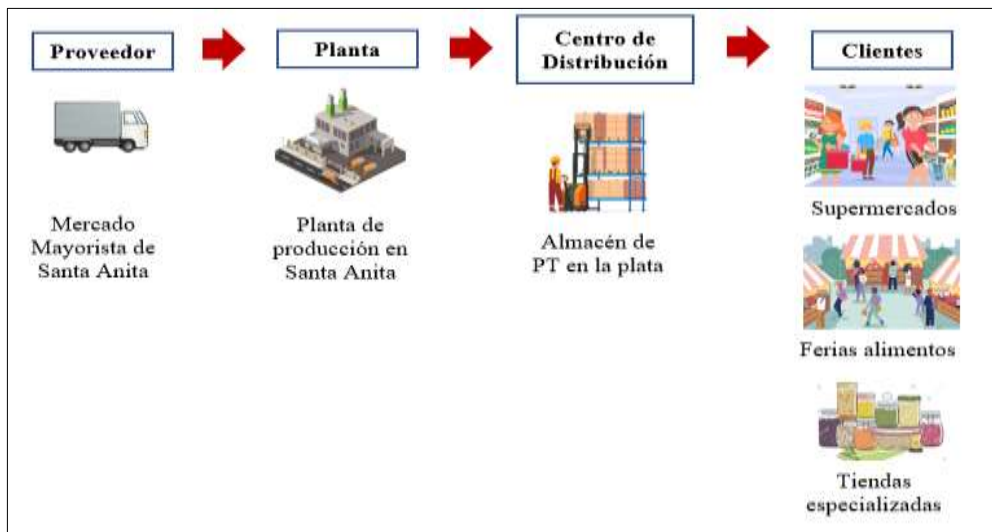 Proveedor
Planta
Centro de
Distribución
Clientes
Mercado
Mayorista de
Santa Anita
Planta de
producción en
Santa Anita
Almacén de
PT en la plata
Supermercados
Ferias alimentos
Tiendas
especializadas